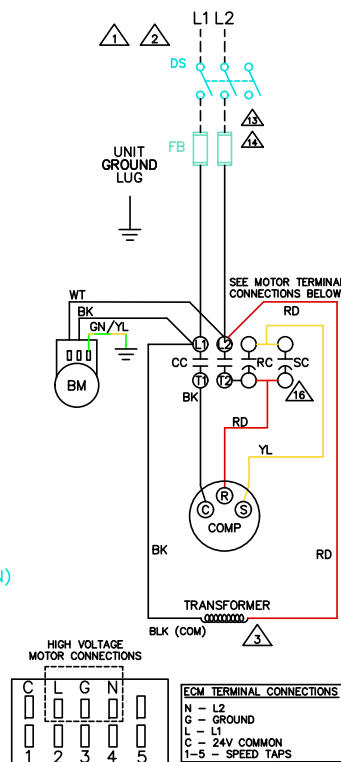 L1 L2
1 2
DS
13
FB
14
UNIT
GROUND
LUG
WT
SEE MOTOR TERMINAL
CONNECTIONS BELOW
BK
RD
GN/YL
L1 L2
CC RC SC
BM
T1 T2
16
BK
RD
YL
R
C S
COMP
BK
RD
N)
TRANSFORMER
BLK (COM)
3
HIGH VOLTAGE
MOTOR CONNECTIONS
C L G N
1 2 3 4 5
ECM TERMINAL CONNECTIONS
N - L2
G - GROUND
L - L1
C - 24V COMMON
1-5 - SPEED TAPS